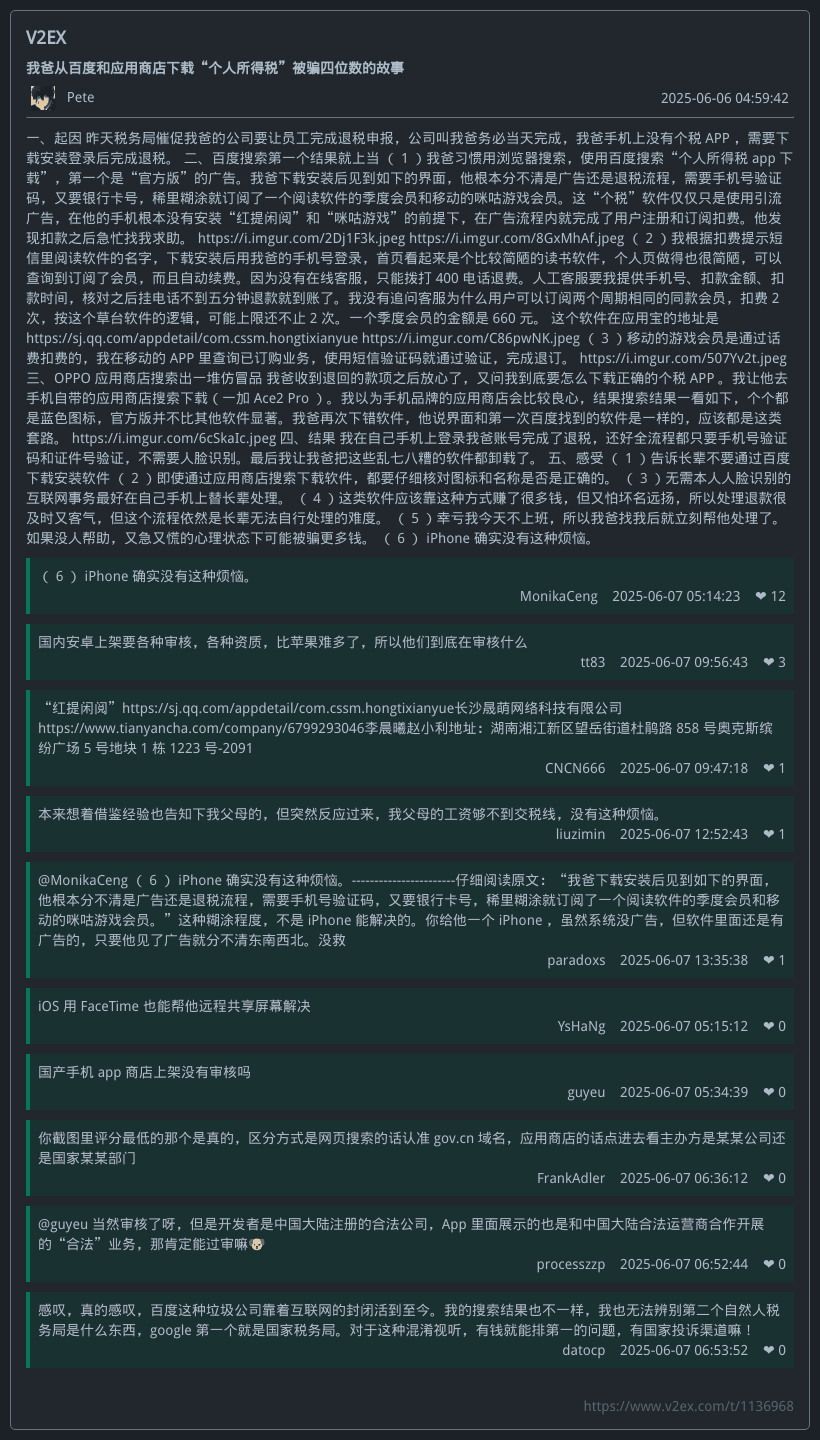 V2EX
我爸从百度和应用商店下载“个人所得税”被骗四位数的故事
Pete 2025-06-06 04:59:42
一、起因 昨天税务局催促我爸的公司要让员工完成退税申报，公司叫我爸务必当天完成，我爸手机上没有个税 APP ，需要下
载安装登录后完成退税。 二、百度搜索第一个结果就上当 （ 1 ）我爸习惯用浏览器搜索，使用百度搜索“个人所得税 app 下
载”，第一个是“官方版”的广告。我爸下载安装后见到如下的界面，他根本分不清是广告还是退税流程，需要手机号验证
码，又要银行卡号，稀里糊涂就订阅了一个阅读软件的季度会员和移动的咪咕游戏会员。这“个税”软件仅仅只是使用引流
广告，在他的手机根本没有安装“红提闲阅”和“咪咕游戏”的前提下，在广告流程内就完成了用户注册和订阅扣费。他发
现扣款之后急忙找我求助。 https://i.imgur.com/2Dj1F3k.jpeg https://i.imgur.com/8GxMhAf.jpeg （ 2 ）我根据扣费提示短
信里阅读软件的名字，下载安装后用我爸的手机号登录，首页看起来是个比较简陋的读书软件，个人页做得也很简陋，可以
查询到订阅了会员，而且自动续费。因为没有在线客服，只能拨打 400 电话退费。人工客服要我提供手机号、扣款金额、扣
款时间，核对之后挂电话不到五分钟退款就到账了。我没有追问客服为什么用户可以订阅两个周期相同的同款会员，扣费 2
次，按这个草台软件的逻辑，可能上限还不止 2 次。一个季度会员的金额是 660 元。 这个软件在应用宝的地址是
https://sj.qq.com/appdetail/com.cssm.hongtixianyue https://i.imgur.com/C86pwNK.jpeg （ 3 ）移动的游戏会员是通过话
费扣费的，我在移动的 APP 里查询已订购业务，使用短信验证码就通过验证，完成退订。 https://i.imgur.com/507Yv2t.jpeg
三、OPPO 应用商店搜索出一堆仿冒品 我爸收到退回的款项之后放心了，又问我到底要怎么下载正确的个税 APP 。我让他去
手机自带的应用商店搜索下载（一加 Ace2 Pro ）。我以为手机品牌的应用商店会比较良心，结果搜索结果一看如下，个个都
是蓝色图标，官方版并不比其他软件显著。我爸再次下错软件，他说界面和第一次百度找到的软件是一样的，应该都是这类
套路。 https://i.imgur.com/6cSkaIc.jpeg 四、结果 我在自己手机上登录我爸账号完成了退税，还好全流程都只要手机号验证
码和证件号验证，不需要人脸识别。最后我让我爸把这些乱七八糟的软件都卸载了。 五、感受 （ 1 ）告诉长辈不要通过百度
下载安装软件 （ 2 ）即使通过应用商店搜索下载软件，都要仔细核对图标和名称是否是正确的。 （ 3 ）无需本人人脸识别的
互联网事务最好在自己手机上替长辈处理。 （ 4 ）这类软件应该靠这种方式赚了很多钱，但又怕坏名远扬，所以处理退款很
及时又客气，但这个流程依然是长辈无法自行处理的难度。 （ 5 ）幸亏我今天不上班，所以我爸找我后就立刻帮他处理了。
如果没人帮助，又急又慌的心理状态下可能被骗更多钱。 （ 6 ） iPhone 确实没有这种烦恼。
（ 6 ） iPhone 确实没有这种烦恼。
MonikaCeng 2025-06-07 05:14:23 ❤ 12
国内安卓上架要各种审核，各种资质，比苹果难多了，所以他们到底在审核什么
tt83 2025-06-07 09:56:43 ❤ 3
“红提闲阅”https://sj.qq.com/appdetail/com.cssm.hongtixianyue长沙晟萌网络科技有限公司
https://www.tianyancha.com/company/6799293046李晨曦赵小利地址：湖南湘江新区望岳街道杜鹃路 858 号奥克斯缤
纷广场 5 号地块 1 栋 1223 号-2091
CNCN666 2025-06-07 09:47:18 ❤ 1
本来想着借鉴经验也告知下我父母的，但突然反应过来，我父母的工资够不到交税线，没有这种烦恼。
liuzimin 2025-06-07 12:52:43 ❤ 1
@MonikaCeng （ 6 ） iPhone 确实没有这种烦恼。-----------------------仔细阅读原文：“我爸下载安装后见到如下的界面，
他根本分不清是广告还是退税流程，需要手机号验证码，又要银行卡号，稀里糊涂就订阅了一个阅读软件的季度会员和移
动的咪咕游戏会员。”这种糊涂程度，不是 iPhone 能解决的。你给他一个 iPhone ，虽然系统没广告，但软件里面还是有
广告的，只要他见了广告就分不清东南西北。没救
paradoxs 2025-06-07 13:35:38 ❤ 1
iOS 用 FaceTime 也能帮他远程共享屏幕解决
YsHaNg 2025-06-07 05:15:12 ❤ 0
国产手机 app 商店上架没有审核吗
guyeu 2025-06-07 05:34:39 ❤ 0
你截图里评分最低的那个是真的，区分方式是网页搜索的话认准 gov.cn 域名，应用商店的话点进去看主办方是某某公司还
是国家某某部门
FrankAdler 2025-06-07 06:36:12 ❤ 0
@guyeu 当然审核了呀，但是开发者是中国大陆注册的合法公司，App 里面展示的也是和中国大陆合法运营商合作开展
的“合法”业务，那肯定能过审嘛🐶
processzzp 2025-06-07 06:52:44 ❤ 0
感叹，真的感叹，百度这种垃圾公司靠着互联网的封闭活到至今。我的搜索结果也不一样，我也无法辨别第二个自然人税
务局是什么东西，google 第一个就是国家税务局。对于这种混淆视听，有钱就能排第一的问题，有国家投诉渠道嘛！
datocp 2025-06-07 06:53:52 ❤ 0
https://www.v2ex.com/t/1136968